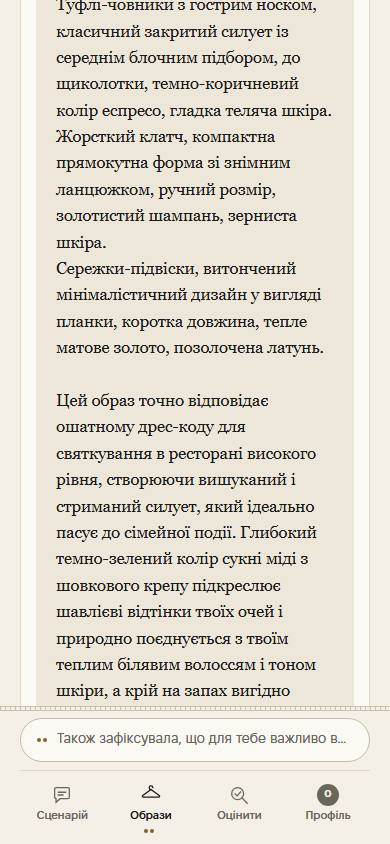 Туфлі-човники з гострим носком,
класичний закритий силует із
середнім блочним підбором, до
щиколотки, темно-коричневий
колір еспресо, гладка теляча шкіра.
Жорсткий клатч, компактна
прямокутна форма зі знімним
ланцюжком, ручний розмір,
золотистий шампань, зерниста
шкіра.
Сережки-підвіски, витончений
мінімалістичний дизайн у вигляді
планки, коротка довжина, тепле
матове золото, позолочена латунь.
Цей образ точно відповідає
ошатному дрес-коду для
святкування в ресторані високого
рівня, створюючи вишуканий і
стриманий силует, який ідеально
пасує до сімейної події. Глибокий
темно-зелений колір сукні міді з
шовкового крепу підкреслює
шавлієві відтінки твоїх очей і
природно поєднується з твоїм
теплим білявим волоссям і тоном
шкіри, а крій на запах вигідно
Також зафіксувала, що для тебе важливо в...
Сценарій Образи Оцінити О Профіль